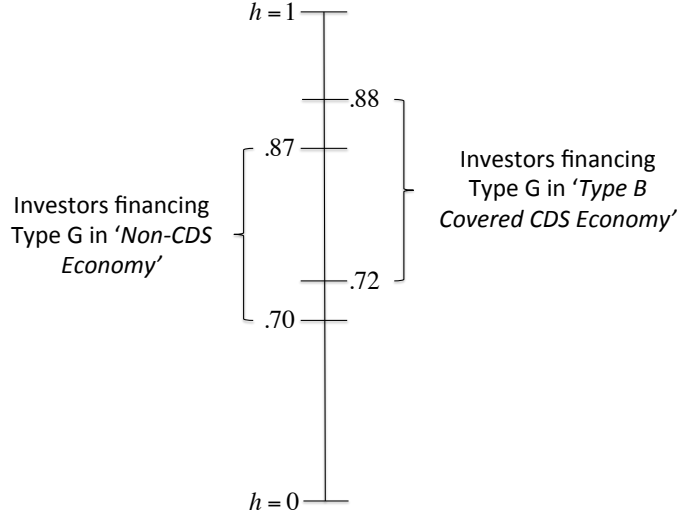 h = 1
.88
.87
Investors financing
Type G in ‘Type B
Covered CDS Economy’
Investors financing
Type G in ‘Non-CDS
Economy’
.72
.70
h = 0